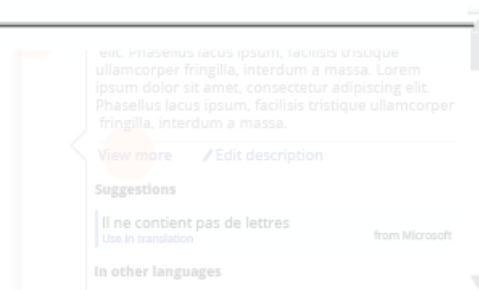 elit. Phasellus lacus ipsum, facilisis tristique
ullamcorper fringilla, interdum a massa. Lorem
ipsum dolor sit amet, consectetur adipiscing elit.
Phasellus lacus ipsum, facilisis tristique ullamcorper
fringilla, interdum a massa.
View more Edit description
Suggestions
Il ne contient pas de lettres
Use in translation
from Microsoft
In other languages